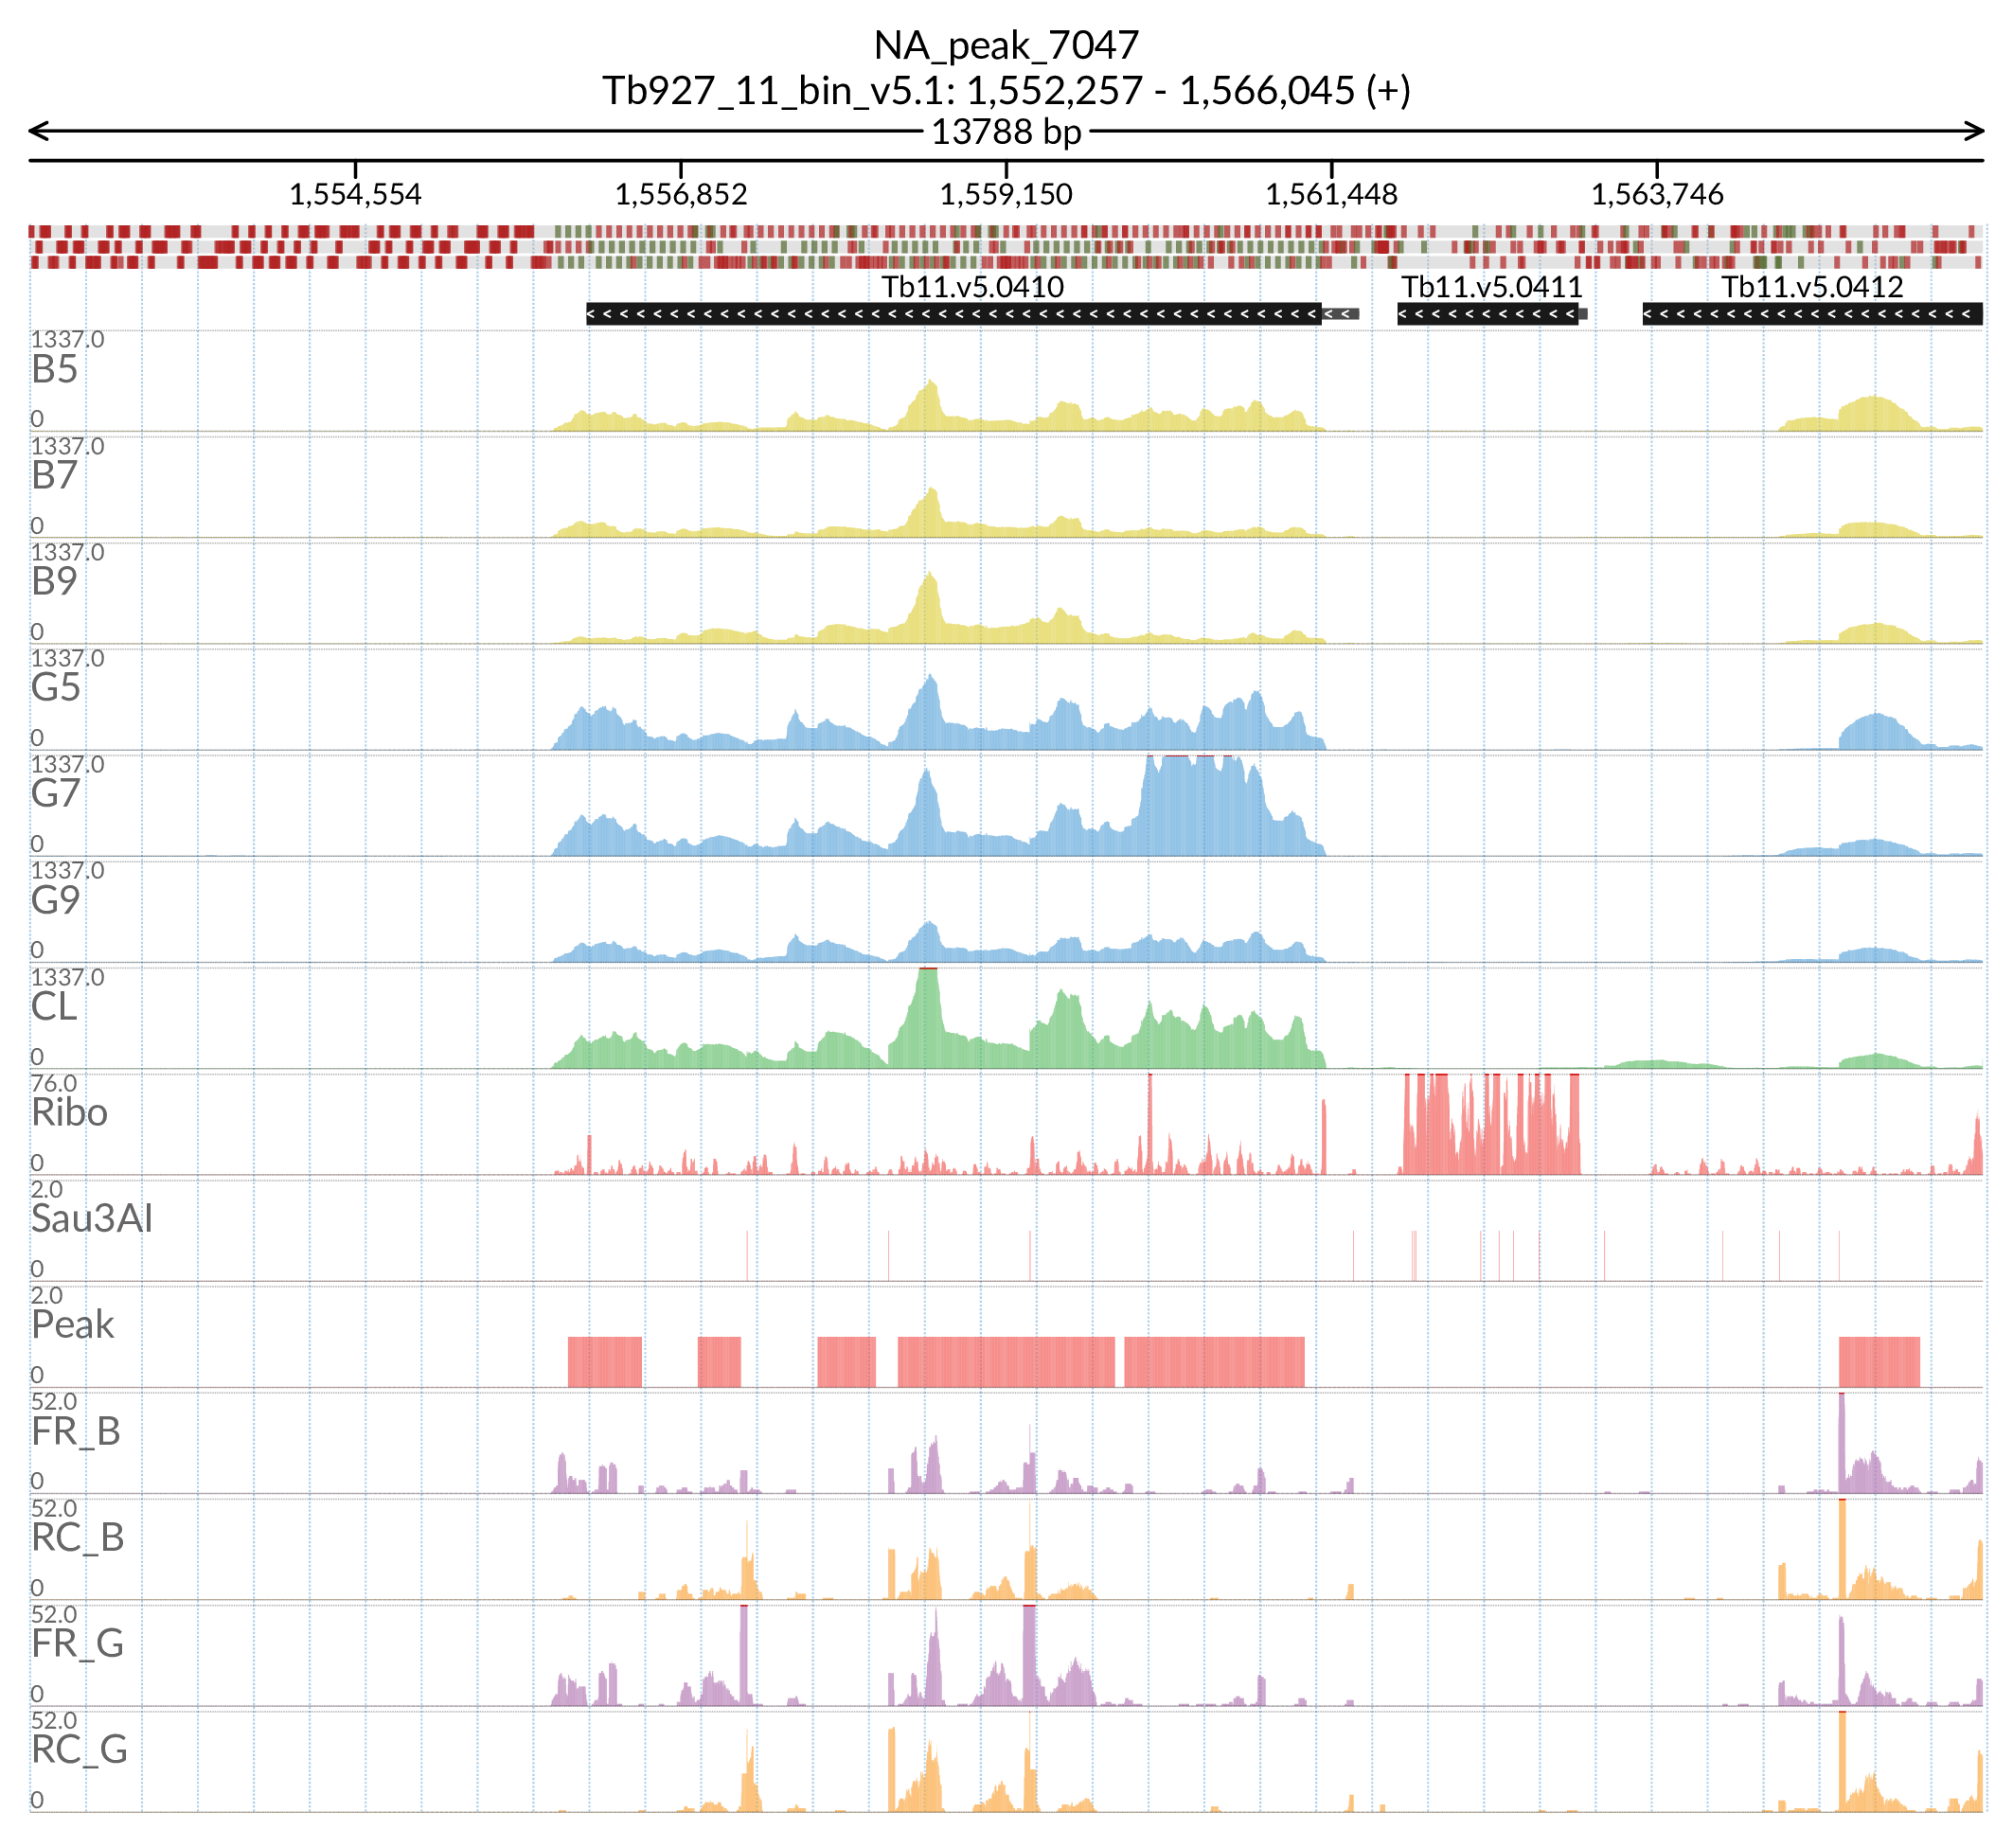 NA_peak_7047
Tb927_11_bin_v5.1: 1,552,257 - 1,566,045 (+)
13788 bp
1,554,554 1,556,852 1,559,150 1,561,448 1,563,746
Tb11.v5.0410 Tb11.v5.0411 Tb11.v5.0412
1337.0
B5
0
1337.0
B7
0
1337.0
B9
0
1337.0
G5
0
1337.0
G7
0
1337.0
G9
0
1337.0
CL
0
76.0
Ribo
0
2.0
Sau3AI
0
2.0
Peak
0
52.0
FR_B
0
52.0
RC_B
0
52.0
FR_G
0
52.0
RC_G
0